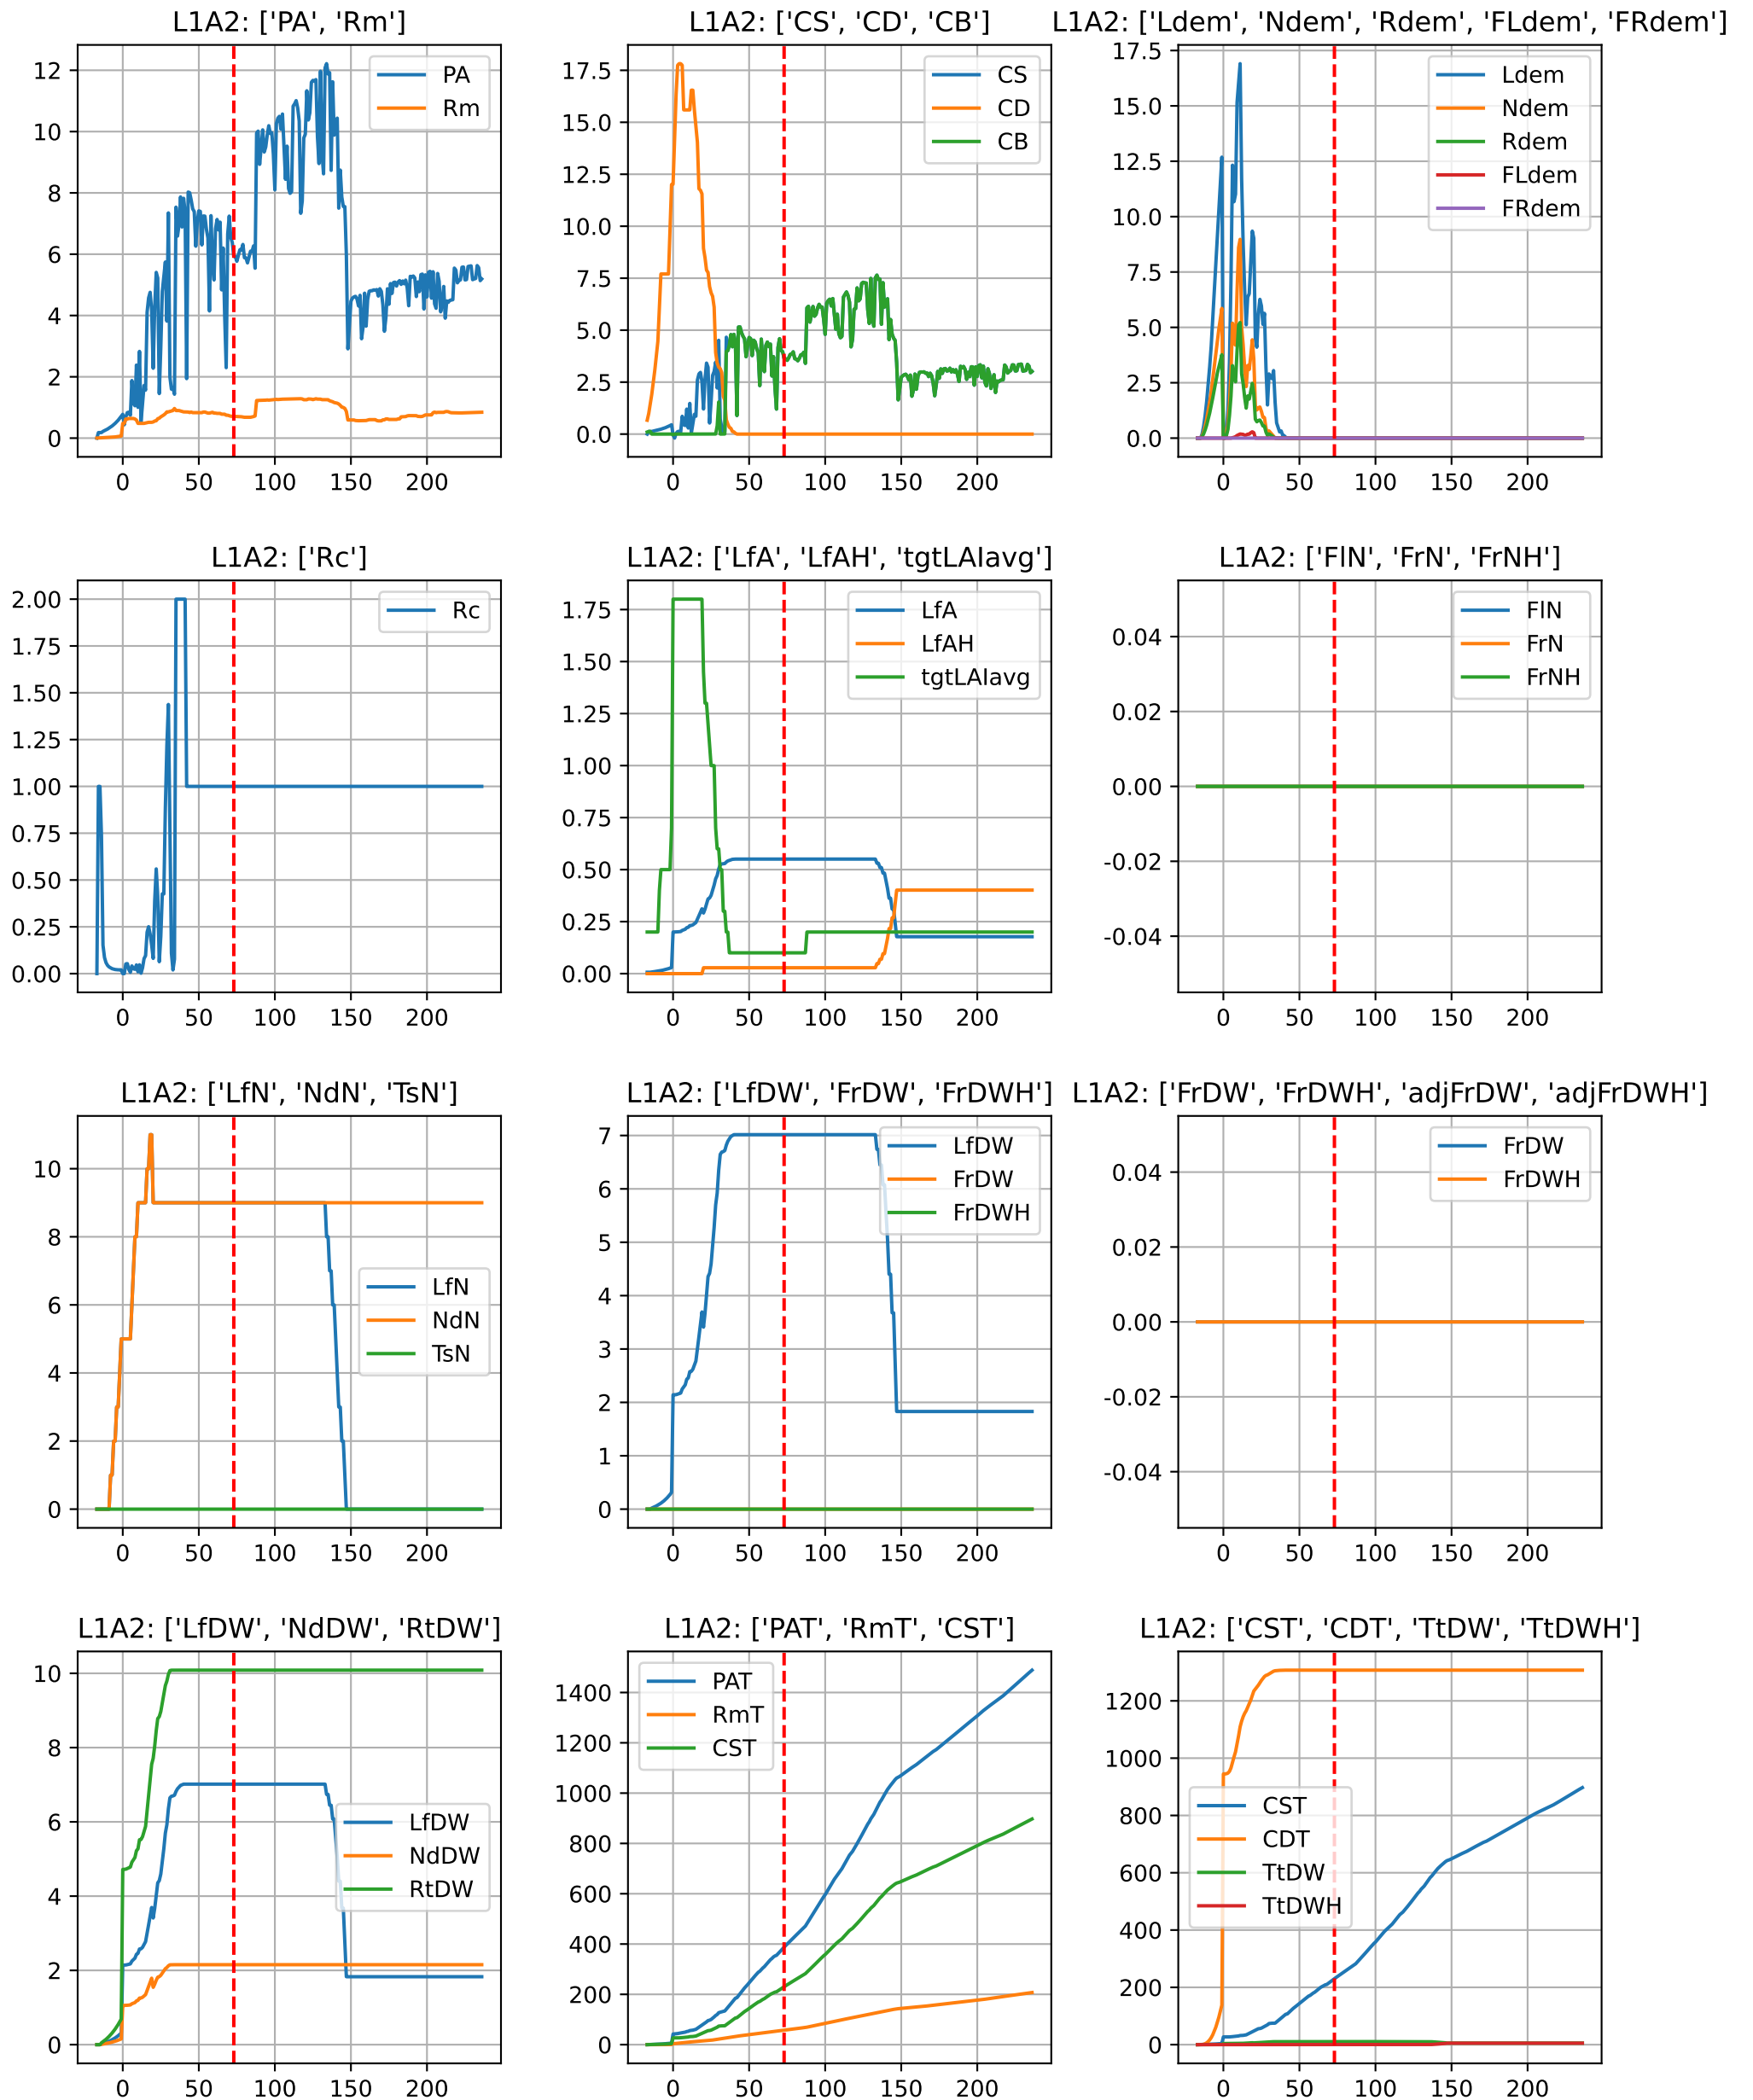 L1A2: ['PA', 'Rm']
12
10
8
6
4
2
0
PA
Rm
0 50 100 150 200
L1A2: ['CS', 'CD', 'CB']
17.5
15.0
12.5
10.0
7.5
5.0
2.5
0.0
CS
CD
CB
0 50 100 150 200
L1A2: ['Ldem', 'Ndem', 'Rdem', 'FLdem', 'FRdem']
17.5
15.0
12.5
10.0
7.5
5.0
2.5
0.0
Ldem
Ndem
Rdem
FLdem
FRdem
0 50 100 150 200
L1A2: ['Rc']
2.00
1.75
1.50
1.25
1.00
0.75
0.50
0.25
0.00
Rc
0 50 100 150 200
L1A2: ['LfA', 'LfAH', 'tgtLAIavg']
1.75
1.50
1.25
1.00
0.75
0.50
0.25
0.00
LfA
LfAH
tgtLAIavg
0 50 100 150 200
L1A2: ['FlN', 'FrN', 'FrNH']
0.04
0.02
0.00
-0.02
-0.04
FlN
FrN
FrNH
0 50 100 150 200
L1A2: ['LfN', 'NdN', 'TsN']
10
8
6
4
2
0
LfN
NdN
TsN
0 50 100 150 200
L1A2: ['LfDW', 'FrDW', 'FrDWH']
7
6
5
4
3
2
1
0
LfDW
FrDW
FrDWH
0 50 100 150 200
L1A2: ['FrDW', 'FrDWH', 'adjFrDW', 'adjFrDWH']
0.04
0.02
0.00
-0.02
-0.04
FrDW
FrDWH
0 50 100 150 200
L1A2: ['LfDW', 'NdDW', 'RtDW']
10
8
6
4
2
0
LfDW
NdDW
RtDW
0 50 100 150 200
L1A2: ['PAT', 'RmT', 'CST']
1400
1200
1000
800
600
400
200
0
PAT
RmT
CST
0 50 100 150 200
L1A2: ['CST', 'CDT', 'TtDW', 'TtDWH']
1200
1000
800
600
400
200
0
CST
CDT
TtDW
TtDWH
0 50 100 150 200